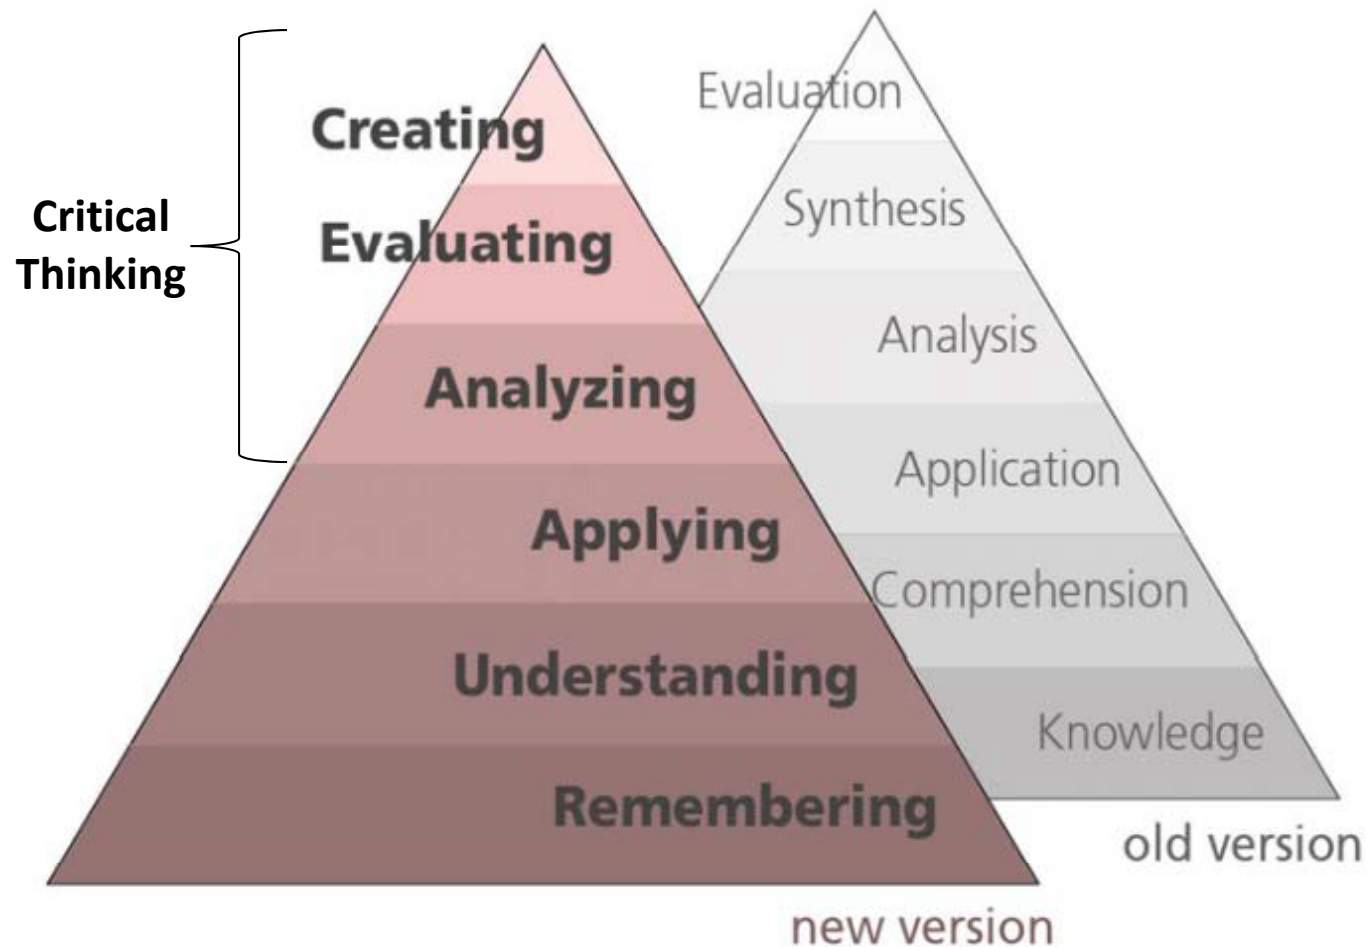 Critical
Thinking
Creating
Evaluating
Analyzing
Applying
Understanding
Remembering
new version
Evaluation
Synthesis
Analysis
Application
Comprehension
Knowledge
old version